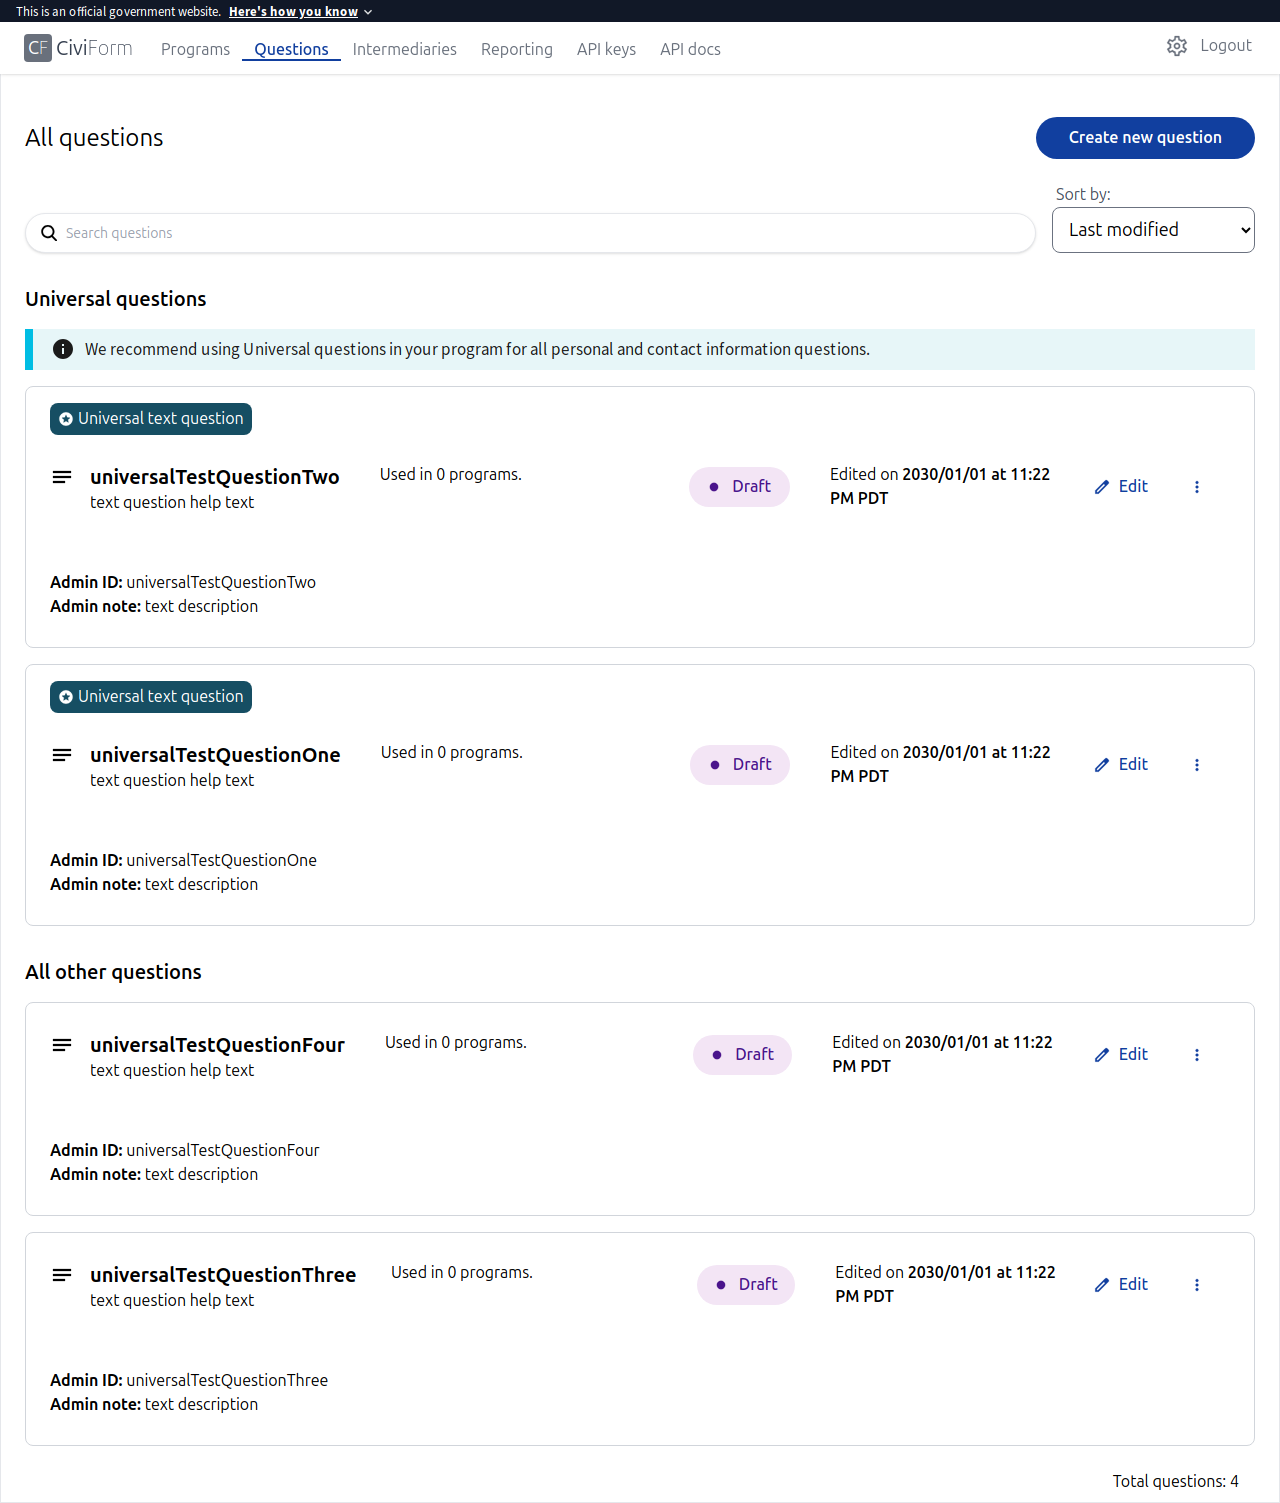 This is an official government website. Here's how you know
CF CiviForm Programs Questions Intermediaries Reporting API keys API docs Logout
All questions
Create new question
Sort by:
Search questions
Last modified
Universal questions
We recommend using Universal questions in your program for all personal and contact information questions.
Universal text question
universalTestQuestionTwo Used in 0 programs. Draft Edited on 2030/01/01 at 11:22 PM PDT Edit
text question help text
Admin ID: universalTestQuestionTwo
Admin note: text description
Universal text question
universalTestQuestionOne Used in 0 programs. Draft Edited on 2030/01/01 at 11:22 PM PDT Edit
text question help text
Admin ID: universalTestQuestionOne
Admin note: text description
All other questions
universalTestQuestionFour Used in 0 programs. Draft Edited on 2030/01/01 at 11:22 PM PDT Edit
text question help text
Admin ID: universalTestQuestionFour
Admin note: text description
universalTestQuestionThree Used in 0 programs. Draft Edited on 2030/01/01 at 11:22 PM PDT Edit
text question help text
Admin ID: universalTestQuestionThree
Admin note: text description
Total questions: 4